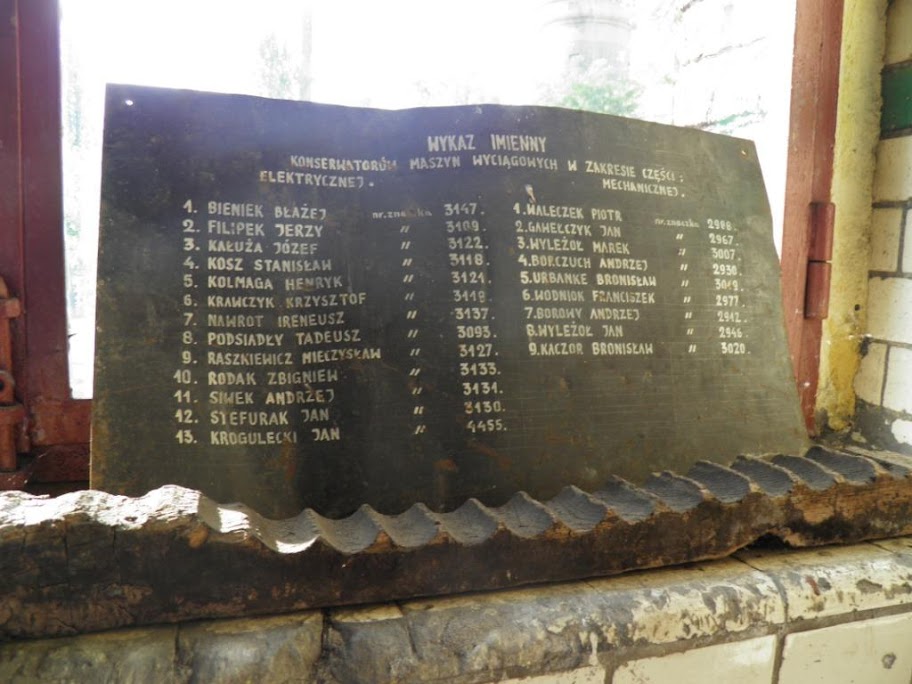 WYKAZ IMIENNY
KONSERWATORÓW MASZYN WYCIĄGOWYCH W ZAKRESIE CZĘŚCI:
ELEKTRYCZNEJ. MECHANICZNEJ.
1. BIENIEK BŁAŻEJ nr. znaczka 3147.
2. FILIPEK JERZY " 3109.
3. KAŁUŻA JÓZEF " 3122.
4. KOSZ STANISŁAW " 3118.
5. KOLMAGA HENRYK " 3121.
6. KRAWCZYK KRZYSZTOF "
7. NAWROT IRENEUSZ " 3137.
8. PODSIADŁY TADEUSZ " 3093.
9. RASZKIEWICZ MIECZYSŁAW " 3127.
10. RODAK ZBIGNIEW " 3133.
11. SIWEK ANDRZEJ " 3131.
12. STEFURAK JAN " 3130.
13. KROGULECKI JAN " 4455.
1. WALECZEK PIOTR nr. znaczka
2. GAWEŁCZYK JAN " 2967.
3. WYLEŻOŁ MAREK " 3007.
4. BORCZUCH ANDRZEJ " 2930.
5. URBANKE BRONISŁAW " 3019.
6. WODNIOK FRANCISZEK " 2977.
7. BOROWY ANDRZEJ " 2912.
8. WYLEŻOŁ JAN " 2946.
9. KACZOR BRONISŁAW " 3020.